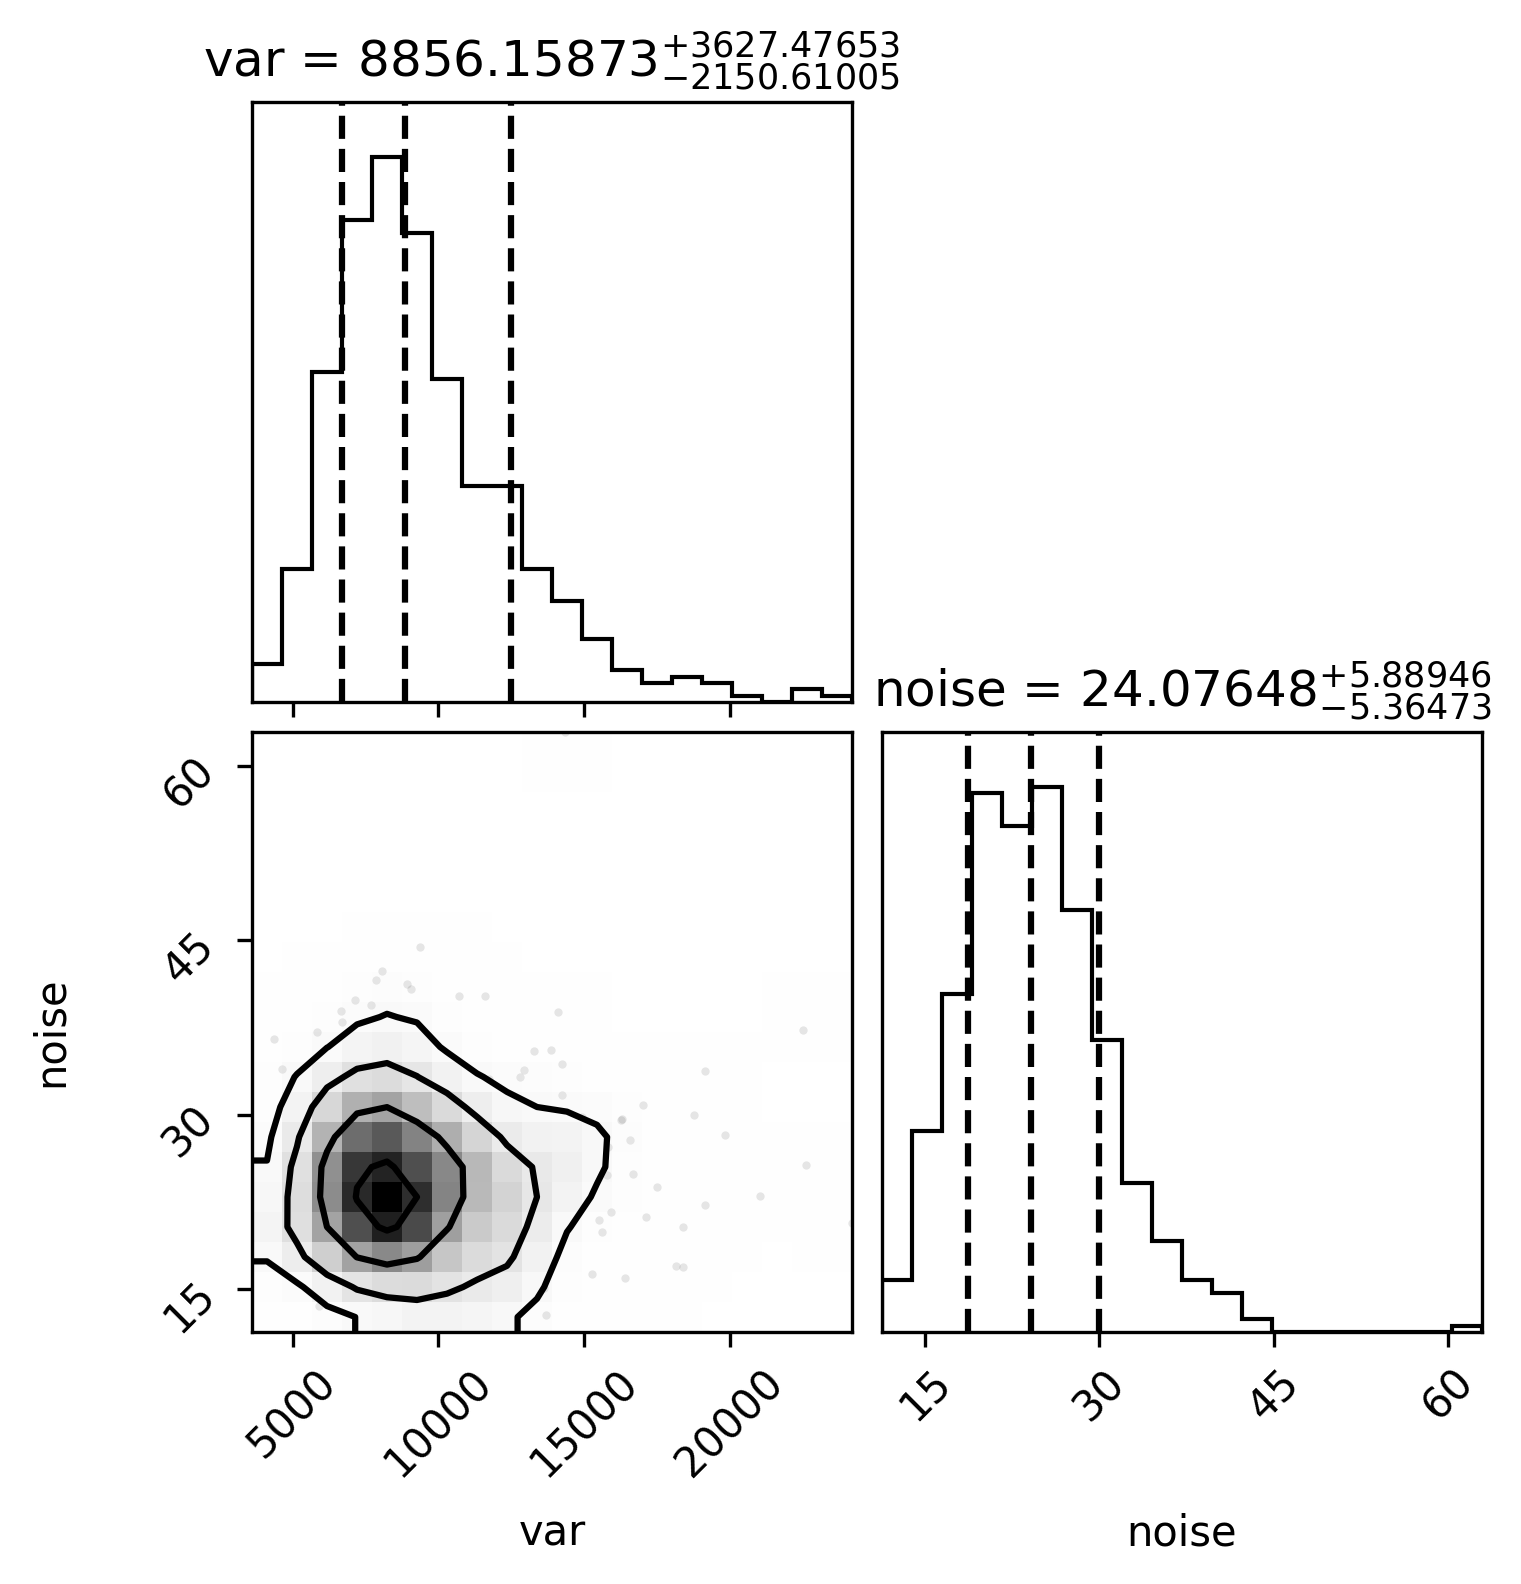 var = 8856.15873+3627.47653−2150.61005
noise = 24.07648+5.88946−5.36473
60
45
30
15
noise
5000 10000 15000 20000
var
15 30 45 60
noise